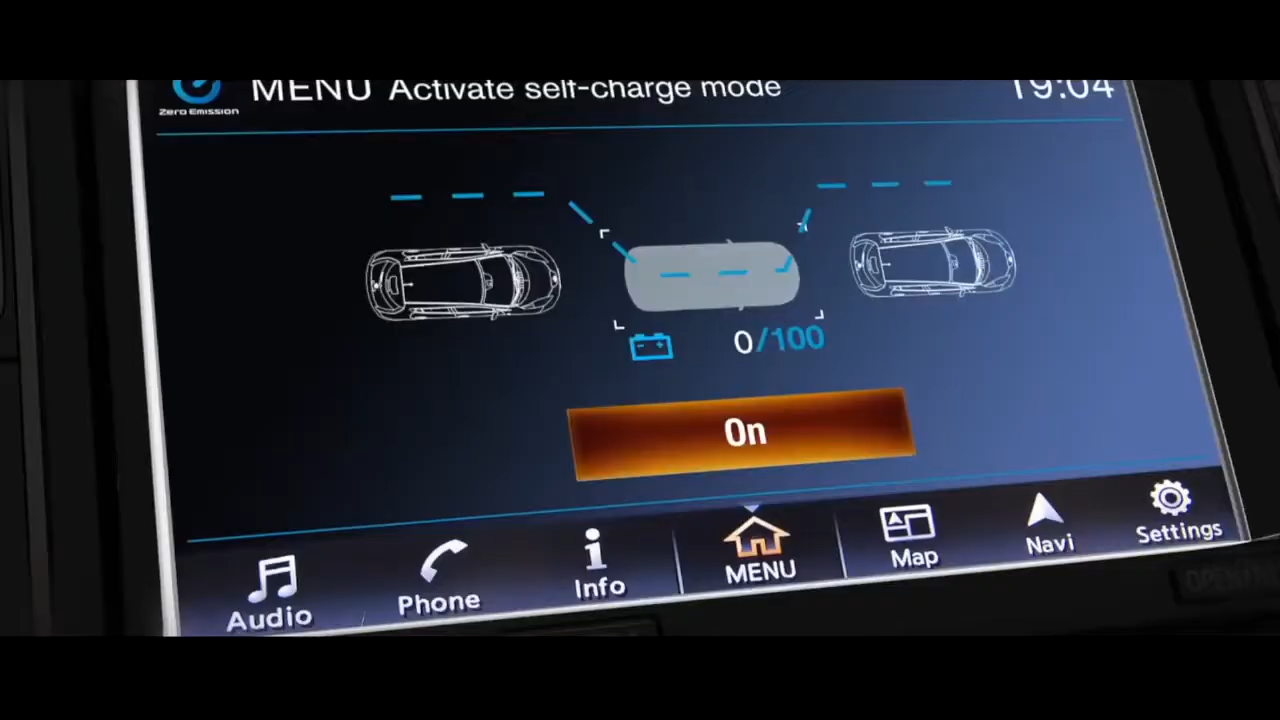 MENU Activate self-charge mode 19:04
Zero Emission
0/100
On
Audio Phone Info MENU Map Navi Settings